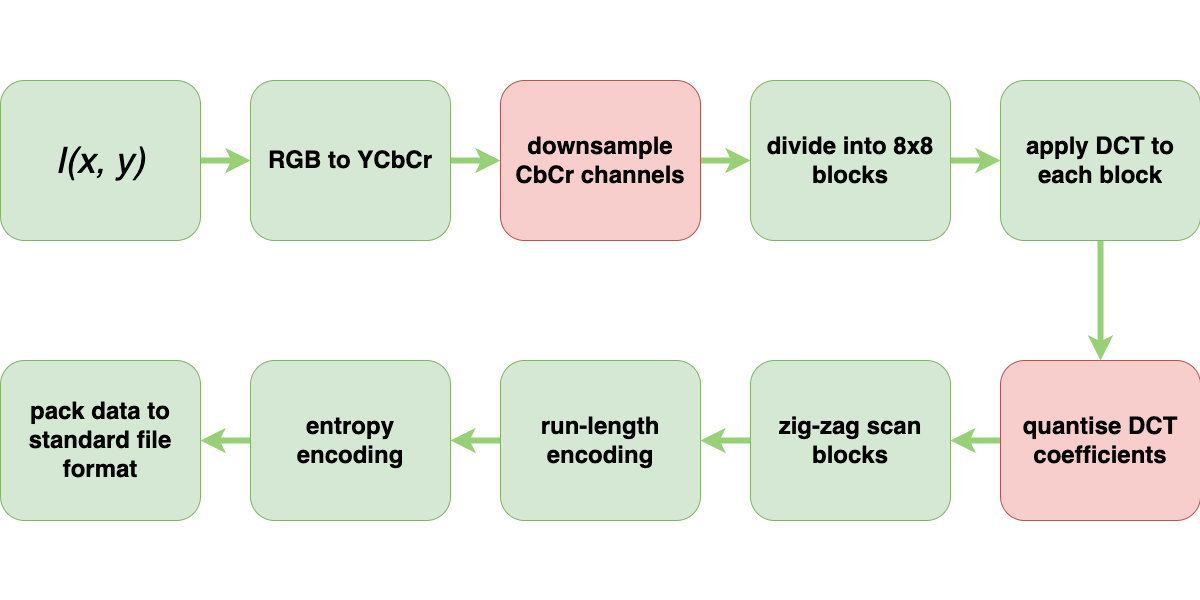 I(x, y)
RGB to YCbCr
downsample
CbCr channels
divide into 8x8
blocks
apply DCT to
each block
quantise DCT
coefficients
zig-zag scan
blocks
run-length
encoding
entropy
encoding
pack data to
standard file
format